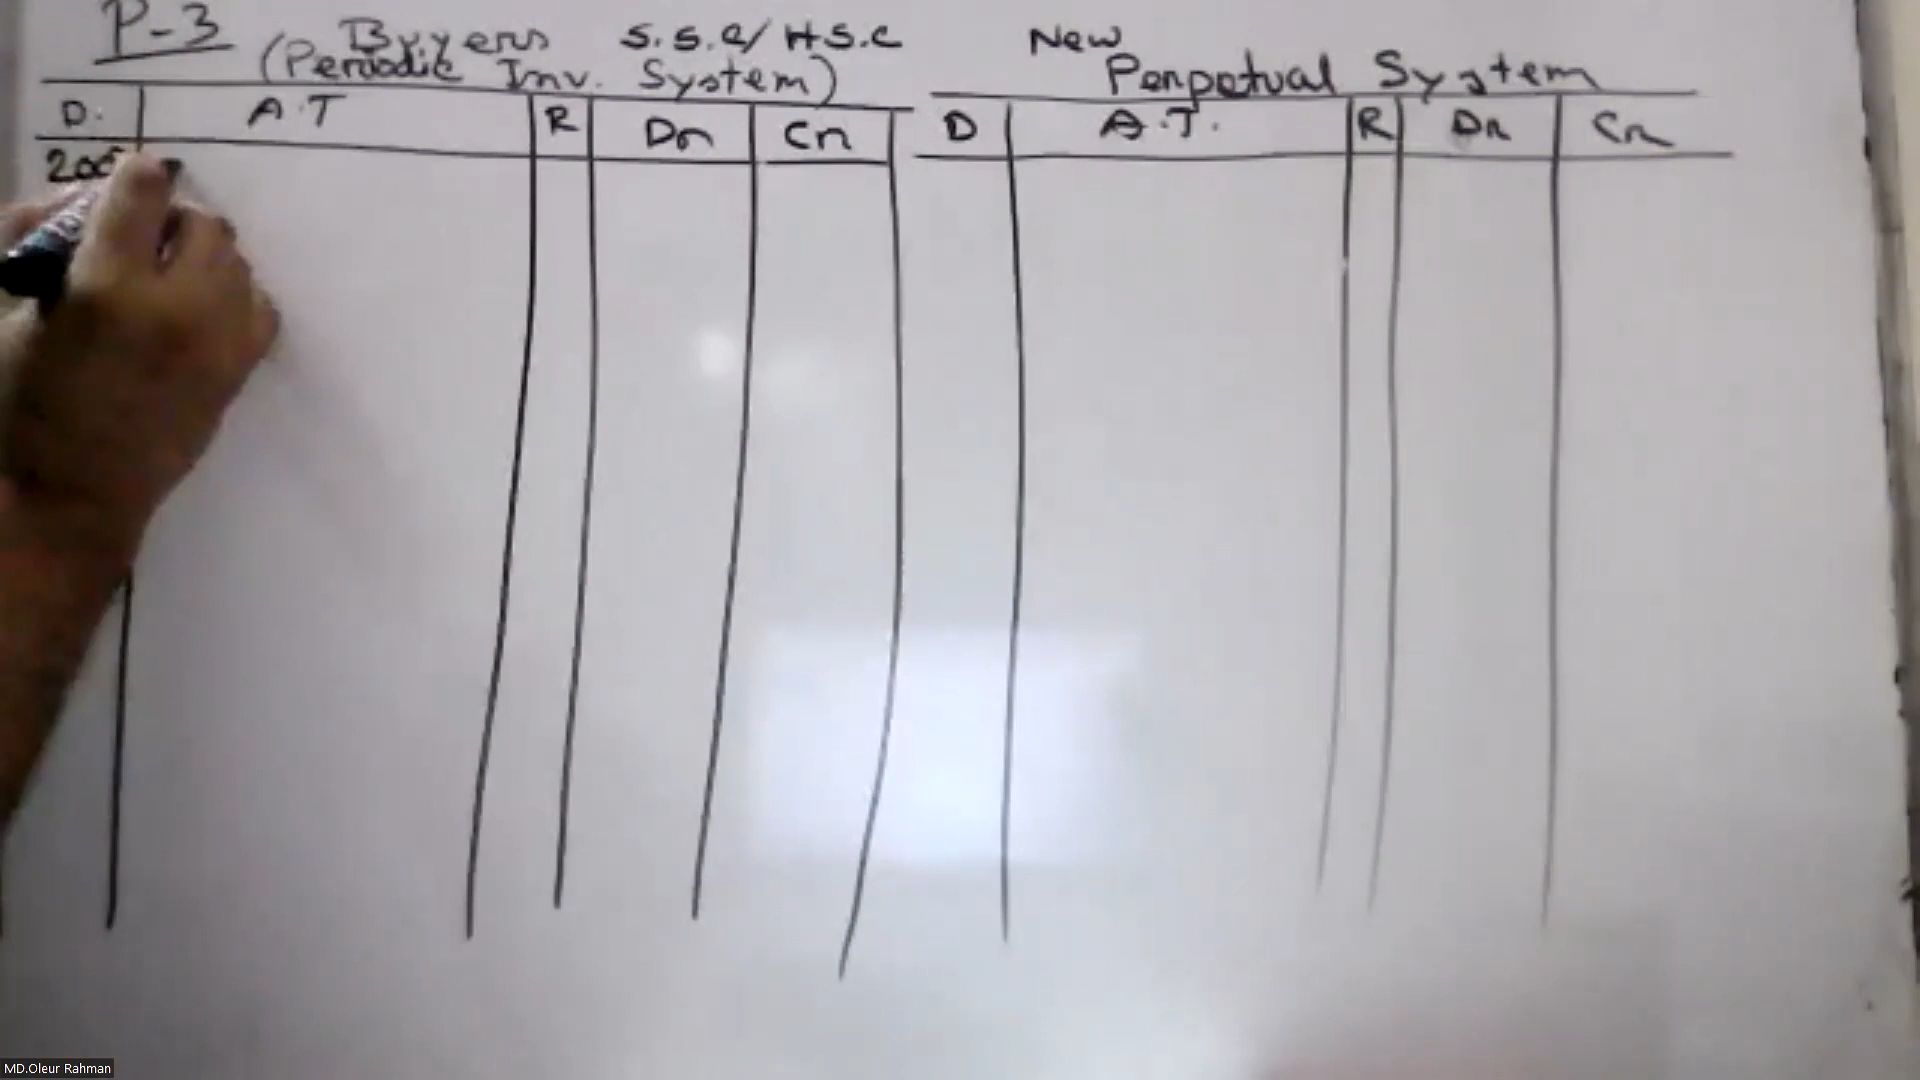 P-3
Buyers S.S.C/H.S.C
(Periodic Inv. System)
D. A.T R Dr Cr
New
Perpetual System
D A.T. R Dr Cr
MD.Oleur Rahman